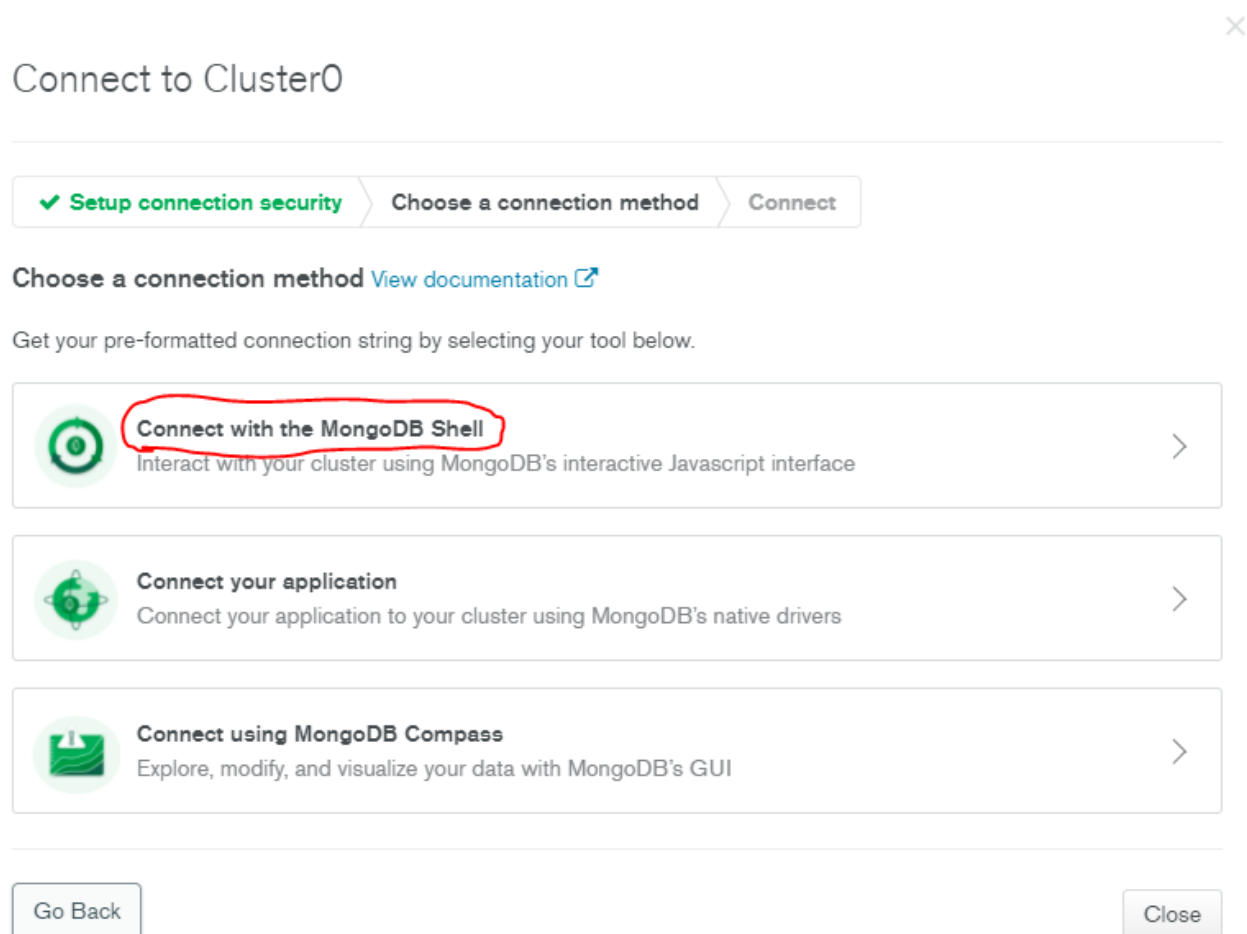 Connect to Cluster0
Setup connection security Choose a connection method Connect
Choose a connection method View documentation
Get your pre-formatted connection string by selecting your tool below.
Connect with the MongoDB Shell
Interact with your cluster using MongoDB's interactive Javascript interface
Connect your application
Connect your application to your cluster using MongoDB's native drivers
Connect using MongoDB Compass
Explore, modify, and visualize your data with MongoDB's GUI
Go Back Close